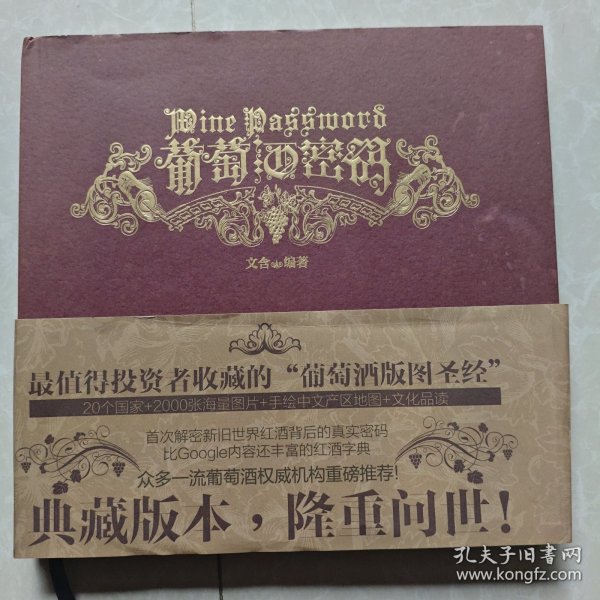 Wine Password
葡萄酒密码
文含 编著
最值得投资者收藏的“葡萄酒版图圣经”
20个国家+2000张海量图片+手绘中文产区地图+文化品读
首次解密新旧世界红酒背后的真实密码
比Google内容还丰富的红酒字典
众多一流葡萄酒权威机构重磅推荐!
典藏版本，隆重问世!
孔夫子旧书网
www.kongfz.com